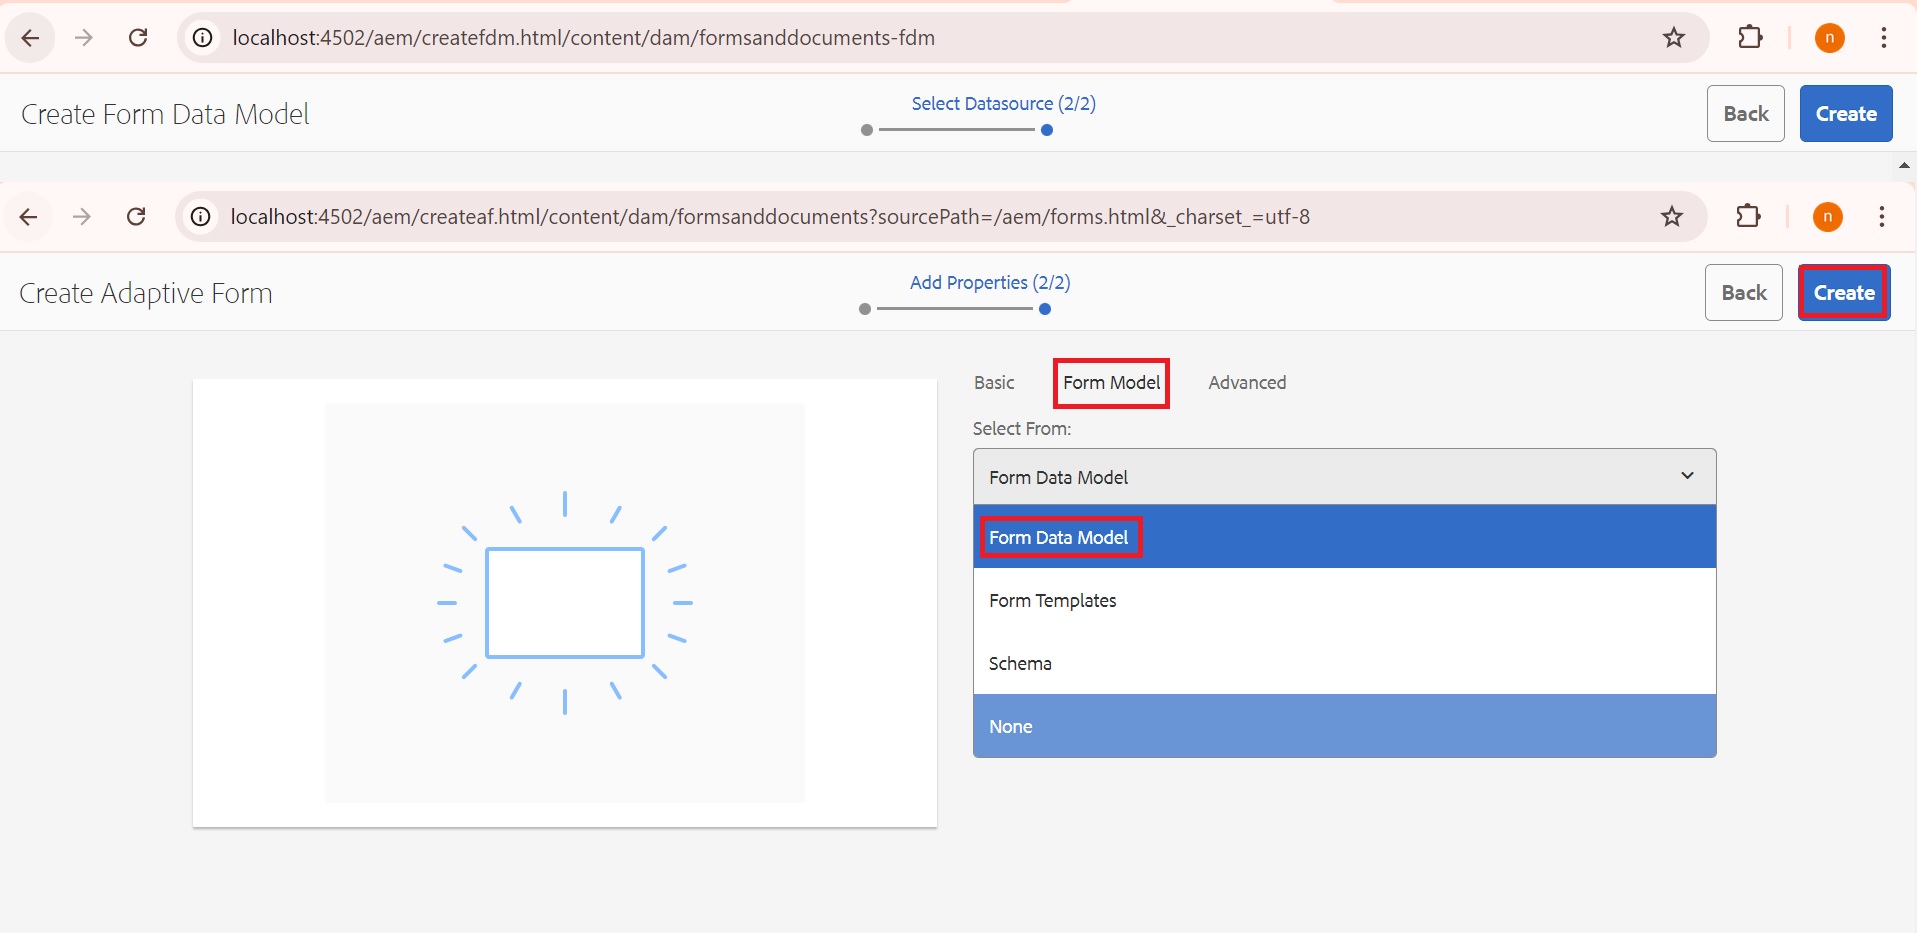 localhost:4502/aem/createfdm.html/content/dam/formsanddocuments-fdm
n
Create Form Data Model
Select Datasource (2/2)
Back
Create
localhost:4502/aem/createaf.html/content/dam/formsanddocuments?sourcePath=/aem/forms.html&_charset_=utf-8
n
Create Adaptive Form
Add Properties (2/2)
Back
Create
Basic
Form Model
Advanced
Select From:
Form Data Model
Form Data Model
Form Templates
Schema
None